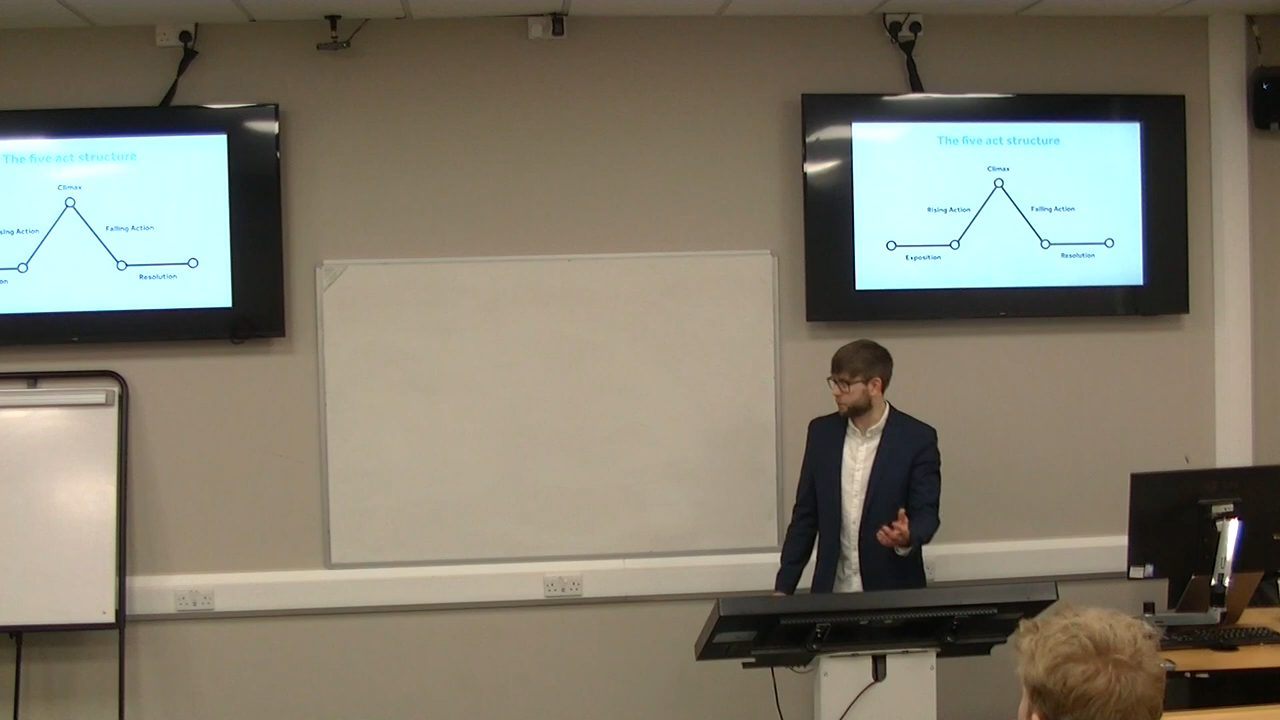 The five act structure
Climax
sing Action
Falling Action
on
Resolution
The five act structure
Climax
Rising Action
Falling Action
Exposition
Resolution